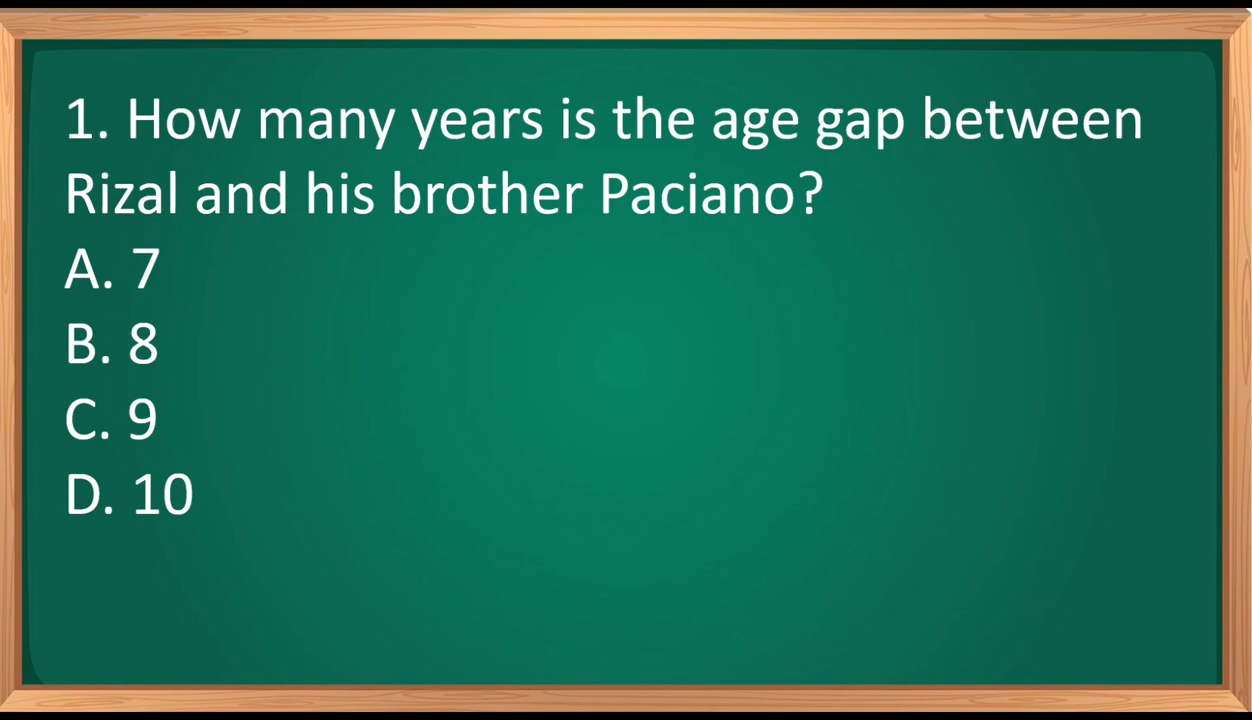 1. How many years is the age gap between
Rizal and his brother Paciano?
A. 7
B. 8
C. 9
D. 10